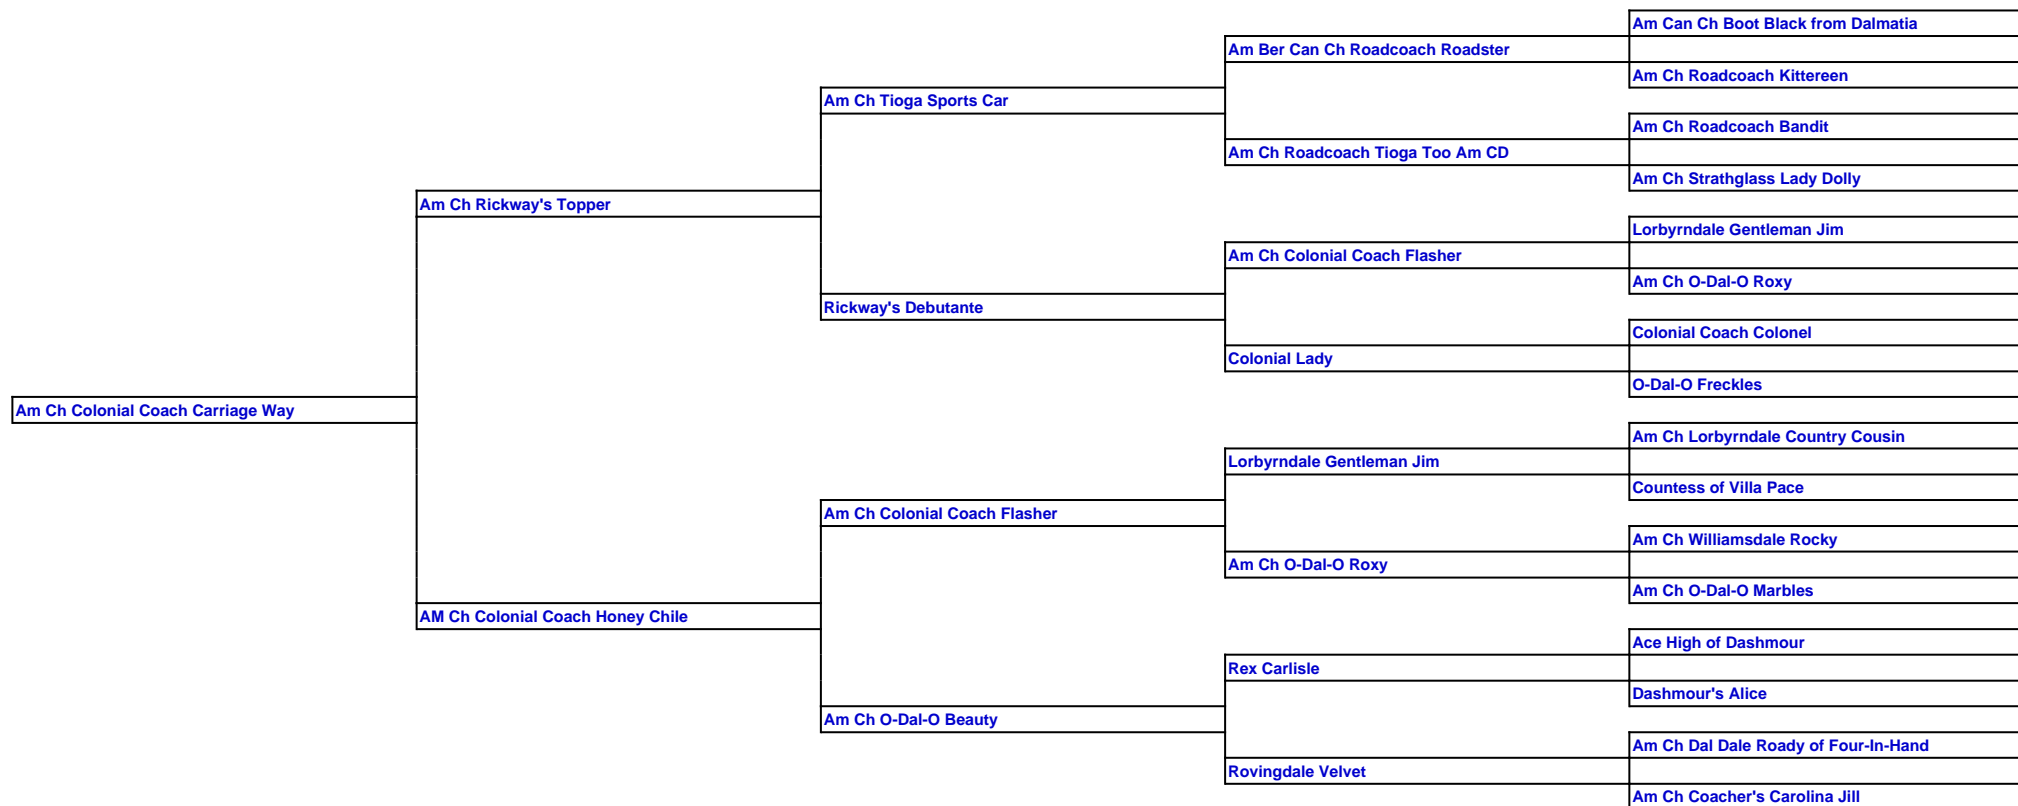 Am Can Ch Boot Black from Dalmatia
Am Ber Can Ch Roadcoach Roadster
Am Ch Roadcoach Kittereen
Am Ch Tioga Sports Car
Am Ch Roadcoach Bandit
Am Ch Roadcoach Tioga Too Am CD
Am Ch Strathglass Lady Dolly
Am Ch Rickway's Topper
Lorbyrndale Gentleman Jim
Am Ch Colonial Coach Flasher
Am Ch O-Dal-O Roxy
Rickway's Debutante
Colonial Coach Colonel
Colonial Lady
O-Dal-O Freckles
Am Ch Colonial Coach Carriage Way
Am Ch Lorbyrndale Country Cousin
Lorbyrndale Gentleman Jim
Countess of Villa Pace
Am Ch Colonial Coach Flasher
Am Ch Williamsdale Rocky
Am Ch O-Dal-O Roxy
Am Ch O-Dal-O Marbles
AM Ch Colonial Coach Honey Chile
Ace High of Dashmour
Rex Carlisle
Dashmour's Alice
Am Ch O-Dal-O Beauty
Am Ch Dal Dale Roady of Four-In-Hand
Rovingdale Velvet
Am Ch Coacher's Carolina Jill